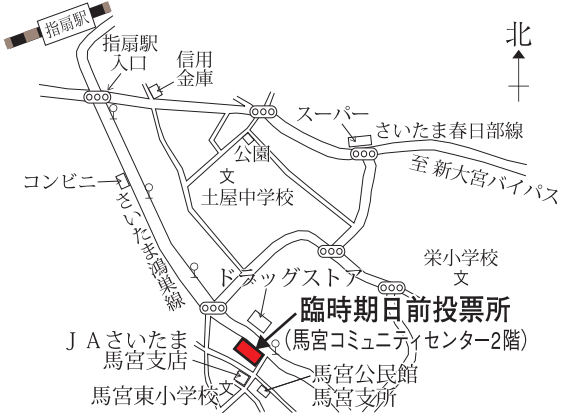 指扇駅
北
指扇駅
入口
信用
金庫
スーパー
さいたま春日部線
至 新大宮バイパス
公園
文
土屋中学校
コンビニ
さいたま鴻巣線
栄小学校
文
ドラッグストア
臨時期日前投票所
(馬宮コミュニティセンター2階)
JAさいたま
馬宮支店
馬宮公民館
馬宮支所
馬宮東小学校
文